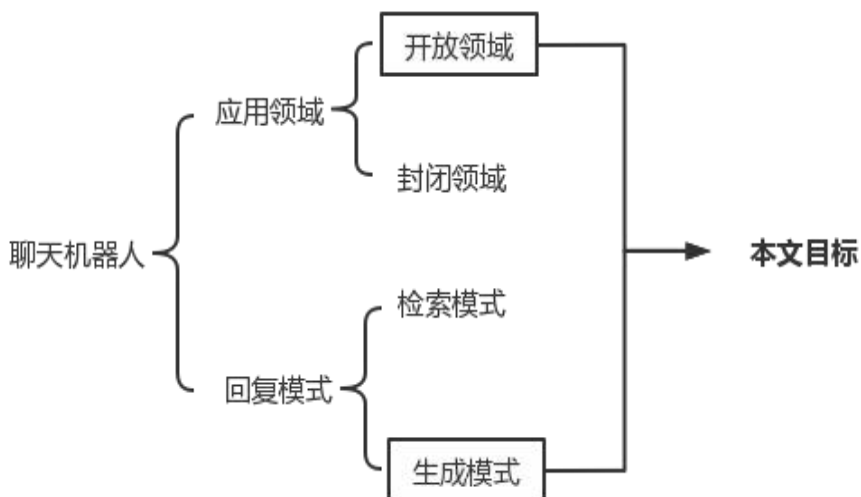 开放领域
应用领域
封闭领域
聊天机器人
本文目标
检索模式
回复模式
生成模式